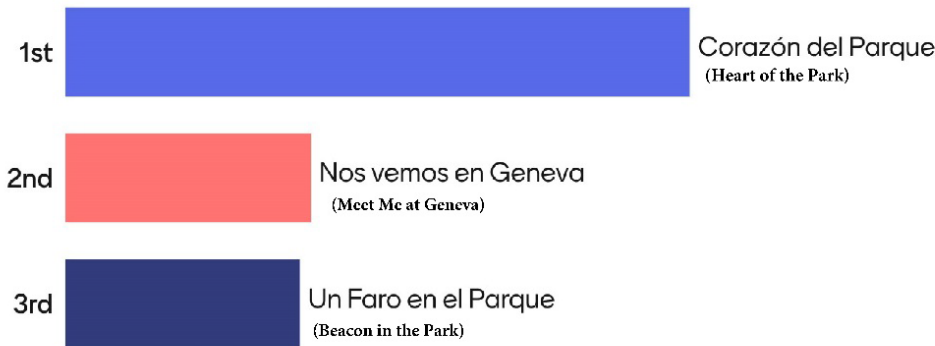 1st
Corazón del Parque
(Heart of the Park)
2nd
Nos vemos en Geneva
(Meet Me at Geneva)
3rd
Un Faro en el Parque
(Beacon in the Park)